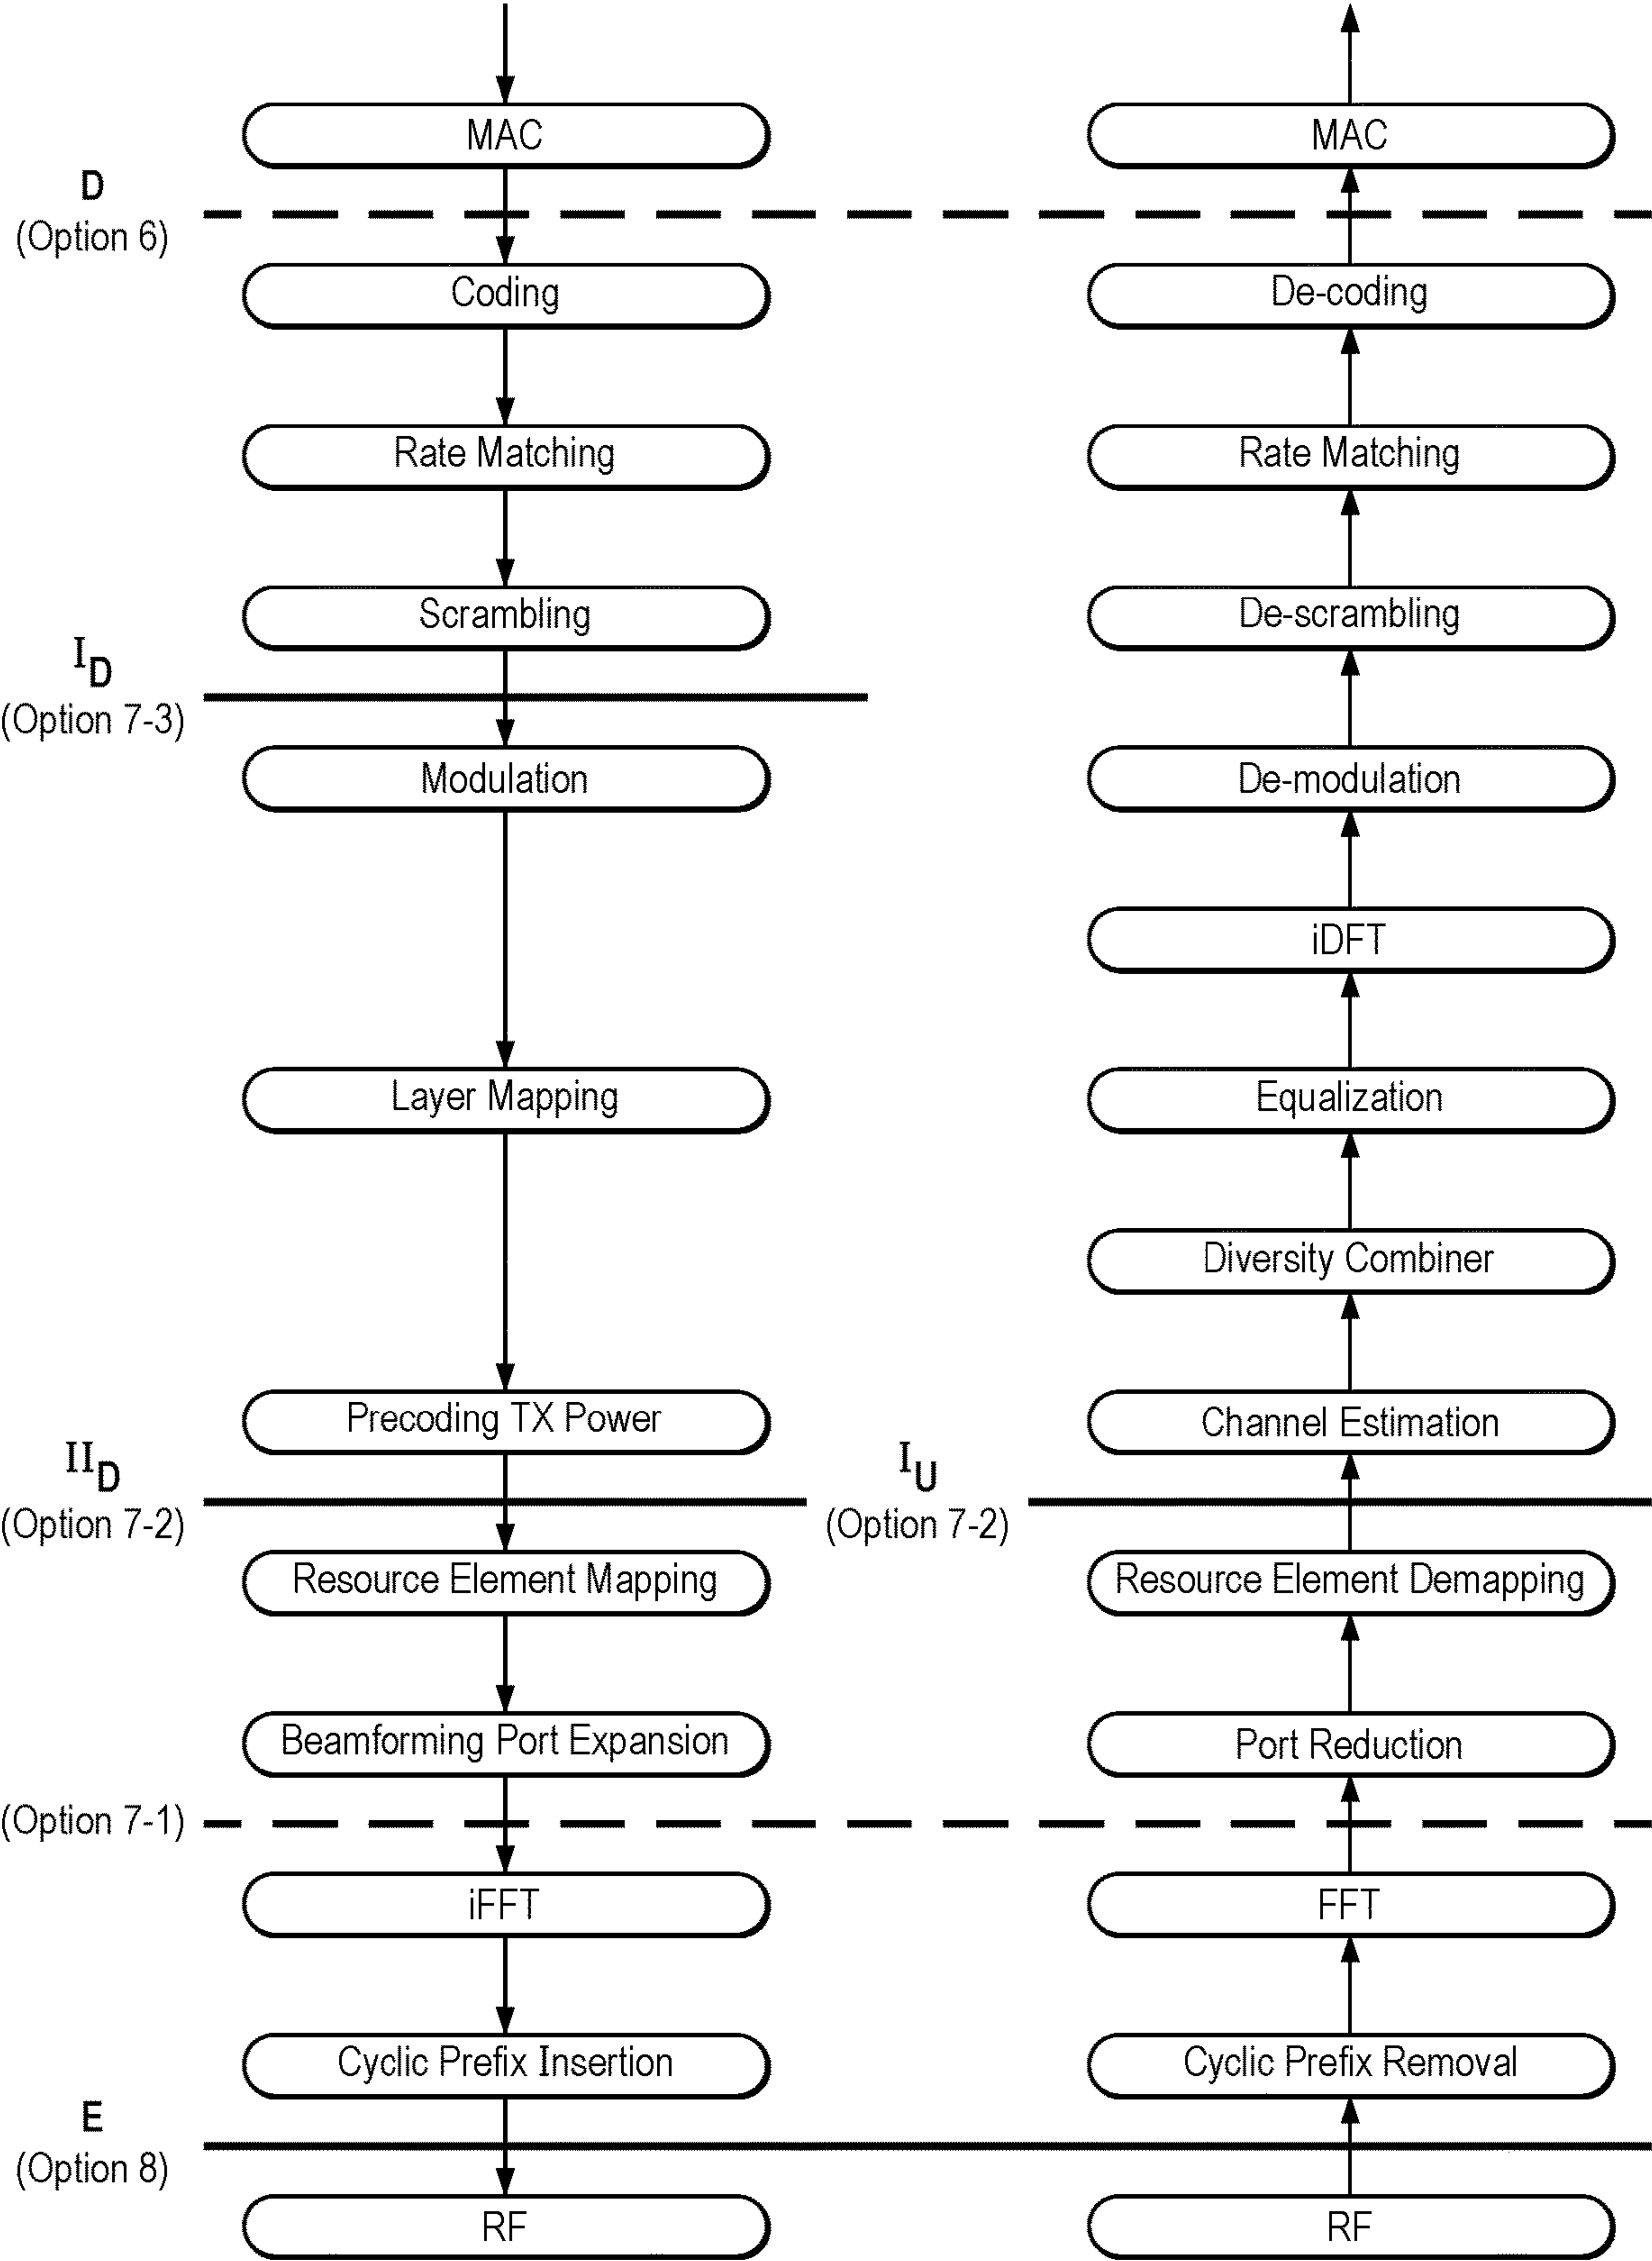 MAC
MAC
D
(Option 6)
Coding
De-coding
Rate Matching
Rate Matching
Scrambling
De-scrambling
I_D
(Option 7-3)
Modulation
De-modulation
iDFT
Layer Mapping
Equalization
Diversity Combiner
Precoding TX Power
Channel Estimation
II_D
I_U
(Option 7-2)
(Option 7-2)
Resource Element Mapping
Resource Element Demapping
Beamforming Port Expansion
Port Reduction
(Option 7-1)
iFFT
FFT
Cyclic Prefix Insertion
Cyclic Prefix Removal
E
(Option 8)
RF
RF